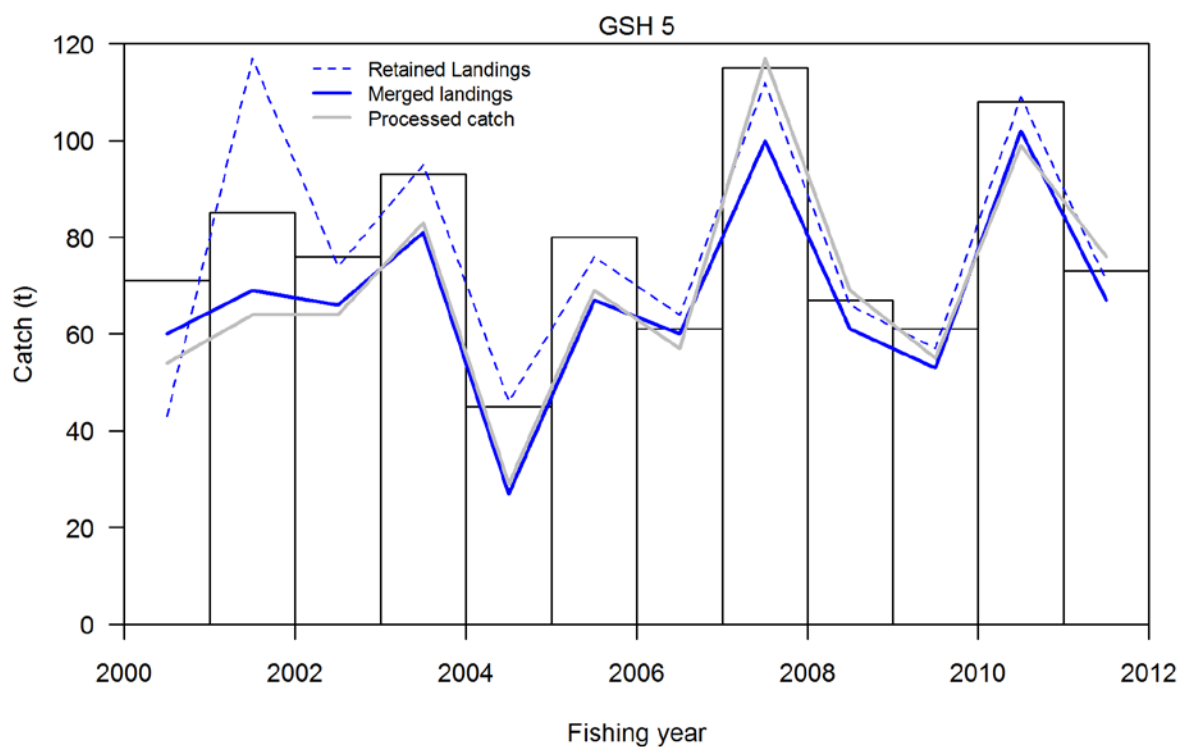 GSH 5
120
100
80
60
40
20
0
Catch (t)
Retained Landings
Merged landings
Processed catch
2000 2002 2004 2006 2008 2010 2012
Fishing year